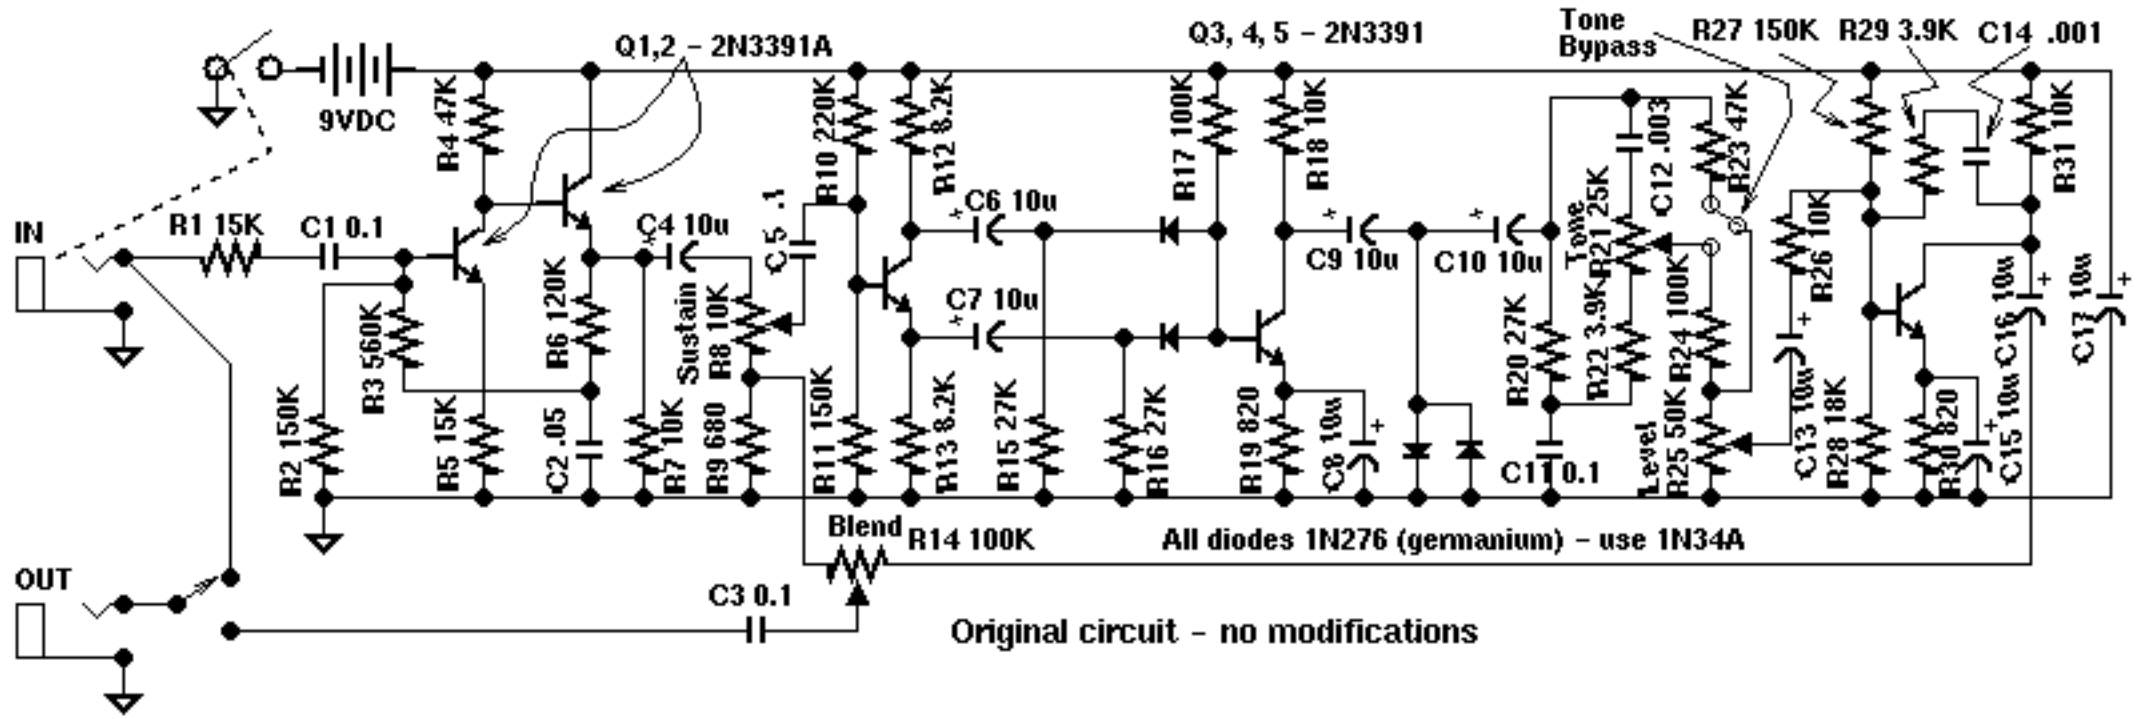 Q1,2 – 2N3391A
Q3, 4, 5 – 2N3391
Tone
Bypass
R27 150K
R29 3.9K
C14 .001
9VDC
R4 47K
R10 220K
R12 8.2K
R17 100K
R18 10K
C12 .003
R23 47K
R31 10K
IN
R1 15K
C1 0.1
C4 10u
+
C5 .1
C6 10u
+
C9 10u
+
C10 10u
+
Tone
R21 25K
R26 10K
R3 560K
R6 120K
Sustain
R8 10K
C7 10u
+
R20 27K
R22 3.9K
R24 100K
C16 10u
+
C17 10u
+
R2 150K
R5 15K
C2 .05
R7 10K
R9 680
R11 150K
R13 8.2K
R15 27K
R16 27K
R19 820
C8 10u
+
C11 0.1
Level
R25 50K
C13 10u
+
R28 18K
R30 820
C15 10u
+
Blend
R14 100K
All diodes 1N276 (germanium) – use 1N34A
OUT
C3 0.1
Original circuit – no modifications